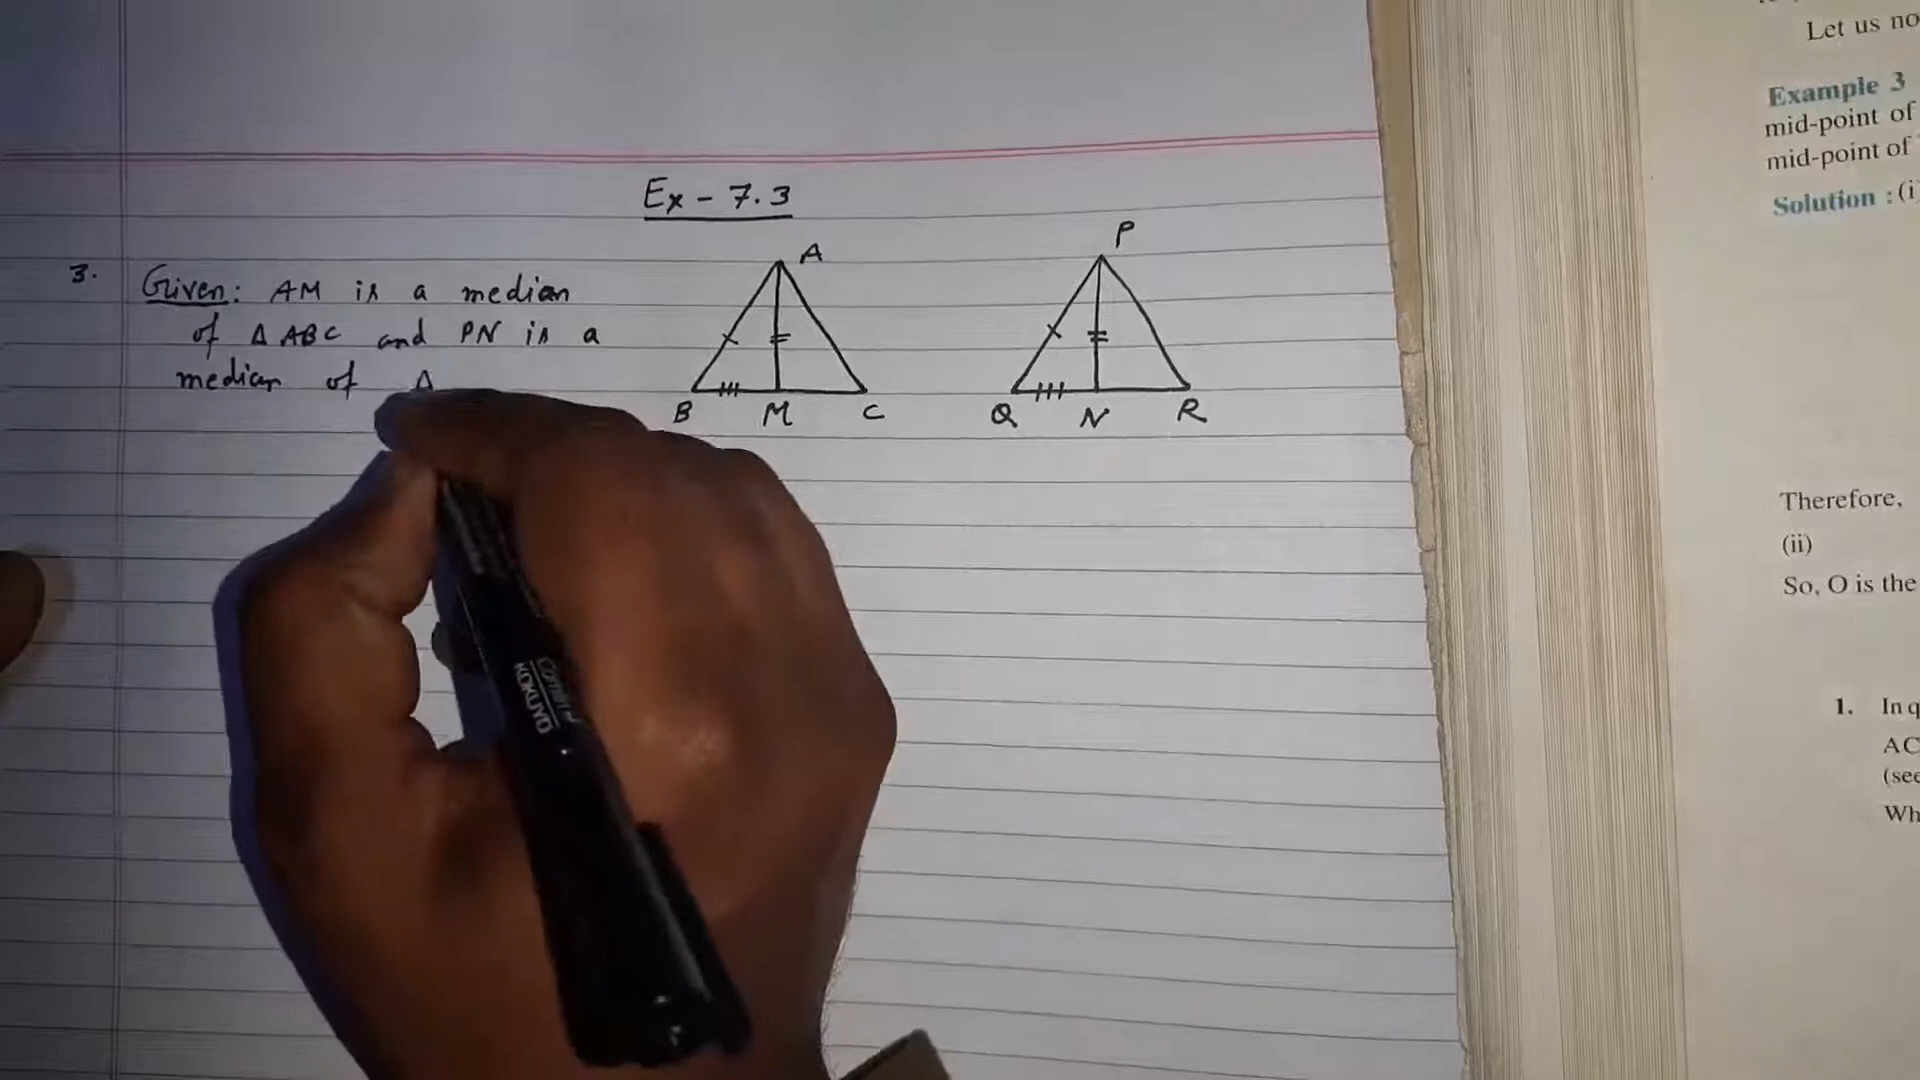 Ex - 7.3
3. Given: AM is a median
of Δ ABC and PN is a
median of Δ
A
B M C
P
Q N R
KOKUYO
Let us no
Example 3
mid-point of
mid-point of
Solution : (i
Therefore,
(ii)
So, O is the
1. In q
AC
(see
Wh